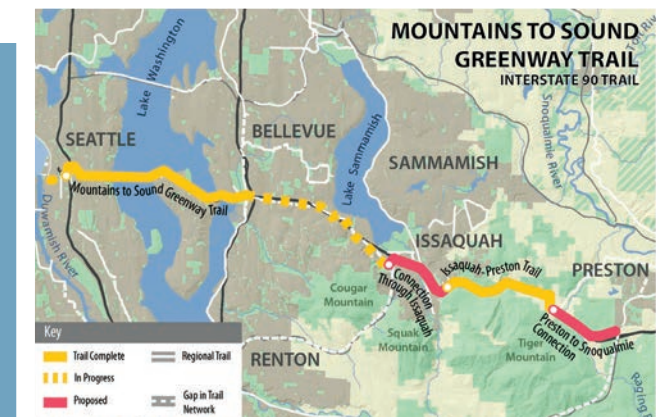 MOUNTAINS TO SOUND
GREENWAY TRAIL
INTERSTATE 90 TRAIL
Lake Washington
Snoqualmie River
SEATTLE
BELLEVUE
Lake Sammamish
SAMMAMISH
Mountains to Sound Greenway Trail
Duwamish River
ISSAQUAH
Connection
Through Issaquah
Issaquah-Preston Trail
PRESTON
Cougar
Mountain
Squak
Mountain
Tiger
Mountain
Preston to Snoqualmie
Connection
RENTON
Raging
Key
Trail Complete
Regional Trail
In Progress
Proposed
Gap in Trail
Network